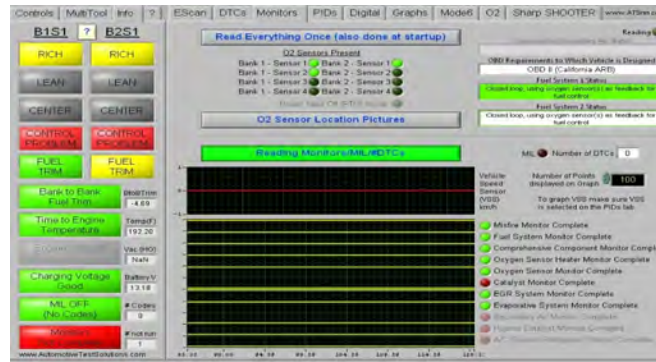 Controls MultiTool Info ? EScan DTCs Monitors PIDs Digital Graphs Mode6 O2 Sharp SHOOTER
B1S1 ? B2S1
RICH RICH
LEAN LEAN
CENTER CENTER
CONTROL PROBLEM CONTROL PROBLEM
FUEL TRIM FUEL TRIM
Bank to Bank Fuel Trim
-4.69
Time to Engine Temperature Temp(F)
192.20
Vac (HG)
NaN
Charging Voltage Good Battery V
13.18
MIL OFF (No Codes) # Codes
0
Monitors # not run
1
www.AutomotiveTestSolutions.com
Read Everything Once (also done at startup)
O2 Sensors Present
Bank 1 - Sensor 1 Bank 2 - Sensor 1
Bank 1 - Sensor 2 Bank 2 - Sensor 2
Bank 1 - Sensor 3 Bank 2 - Sensor 3
Bank 1 - Sensor 4 Bank 2 - Sensor 4
O2 Sensor Location Pictures
Reading Monitors/MIL/#DTCs
Reading
OBD Requirements to Which Vehicle is Designed
OBD II (California ARB)
Fuel System 1 Status
Closed loop, using oxygen sensor(s) as feedback for fuel control
Fuel System 2 Status
Closed loop, using oxygen sensor(s) as feedback for fuel control
MIL Number of DTCs 0
Vehicle Speed Sensor (VSS) km/h
Number of Points displayed on Graph 100
To graph VSS make sure VSS is selected on the PIDs tab
Misfire Monitor Complete
Fuel System Monitor Complete
Comprehensive Component Monitor Compl
Oxygen Sensor Heater Monitor Complete
Oxygen Sensor Monitor Complete
Catalyst Monitor Complete
EGR System Monitor Complete
Evaporative System Monitor Complete